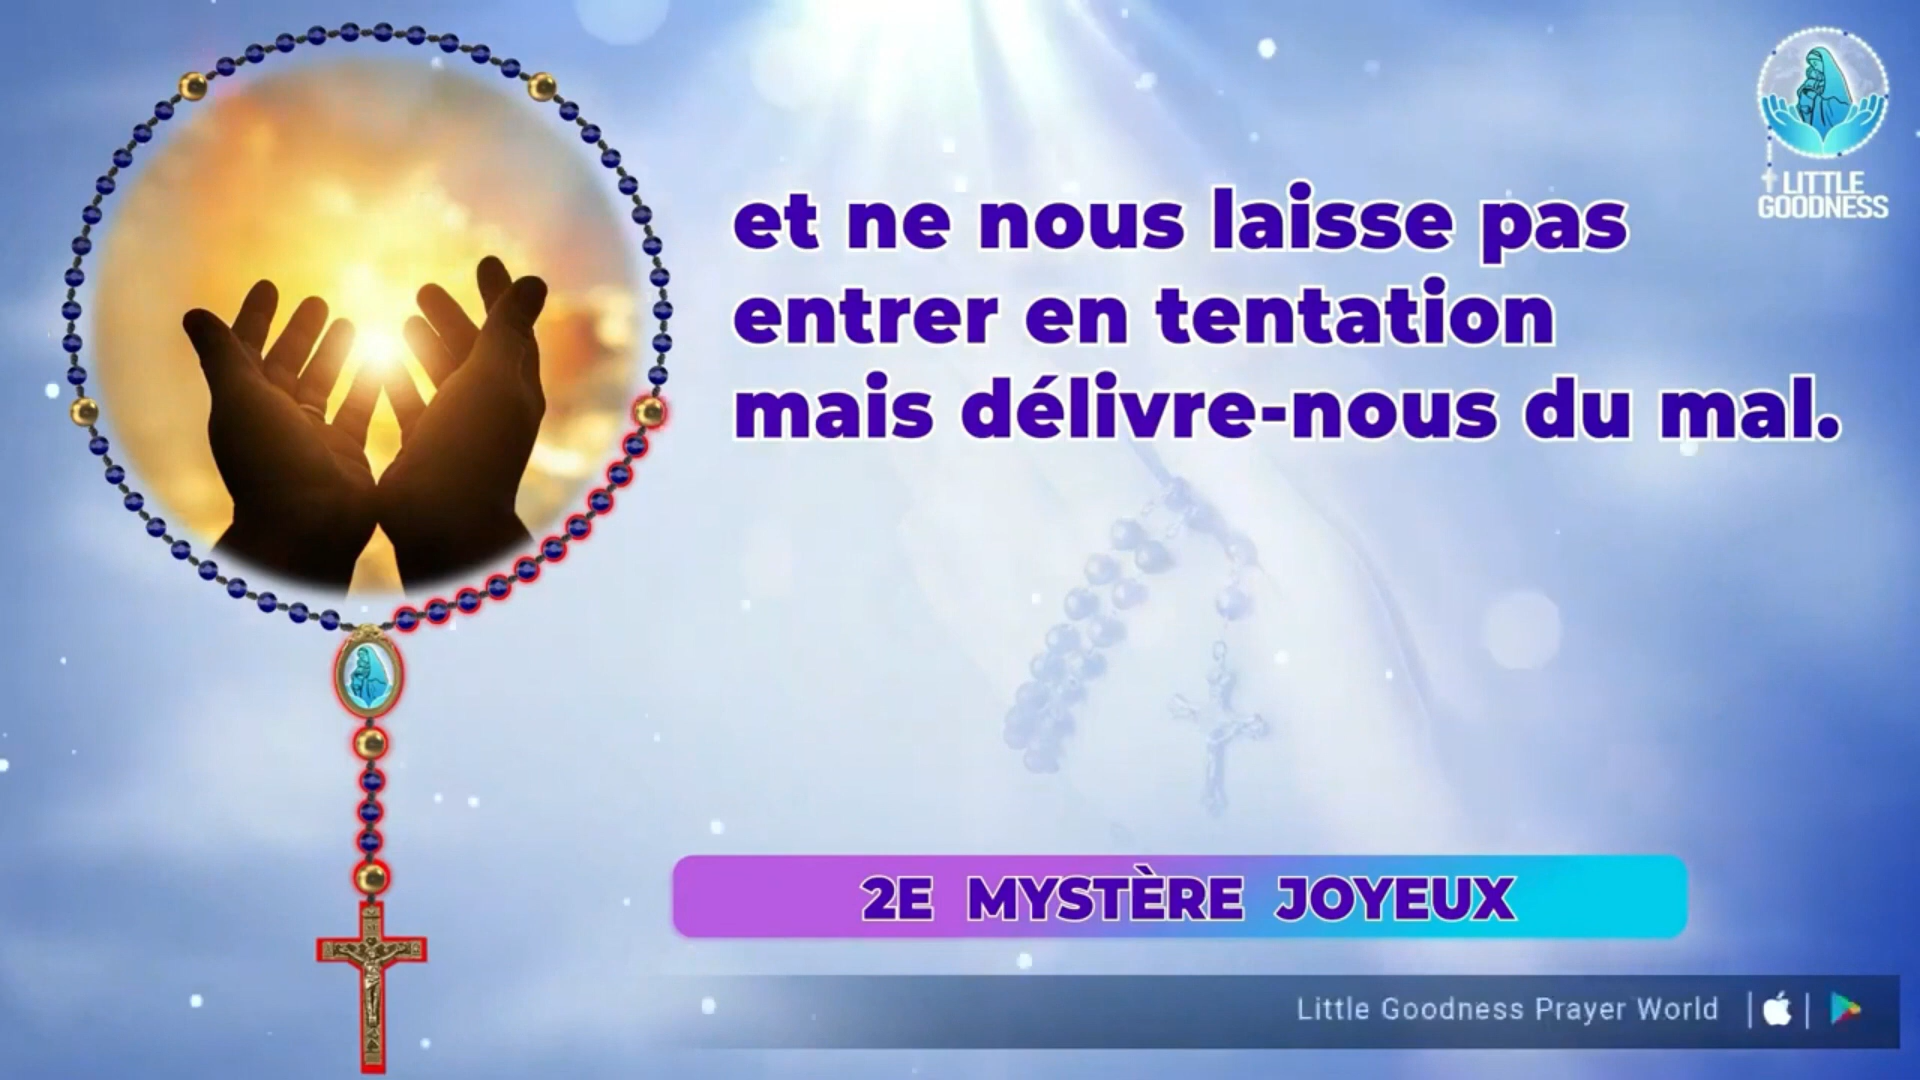 et ne nous laisse pas
entrer en tentation
mais délivre-nous du mal.
LITTLE
GOODNESS
2E MYSTÈRE JOYEUX
Little Goodness Prayer World